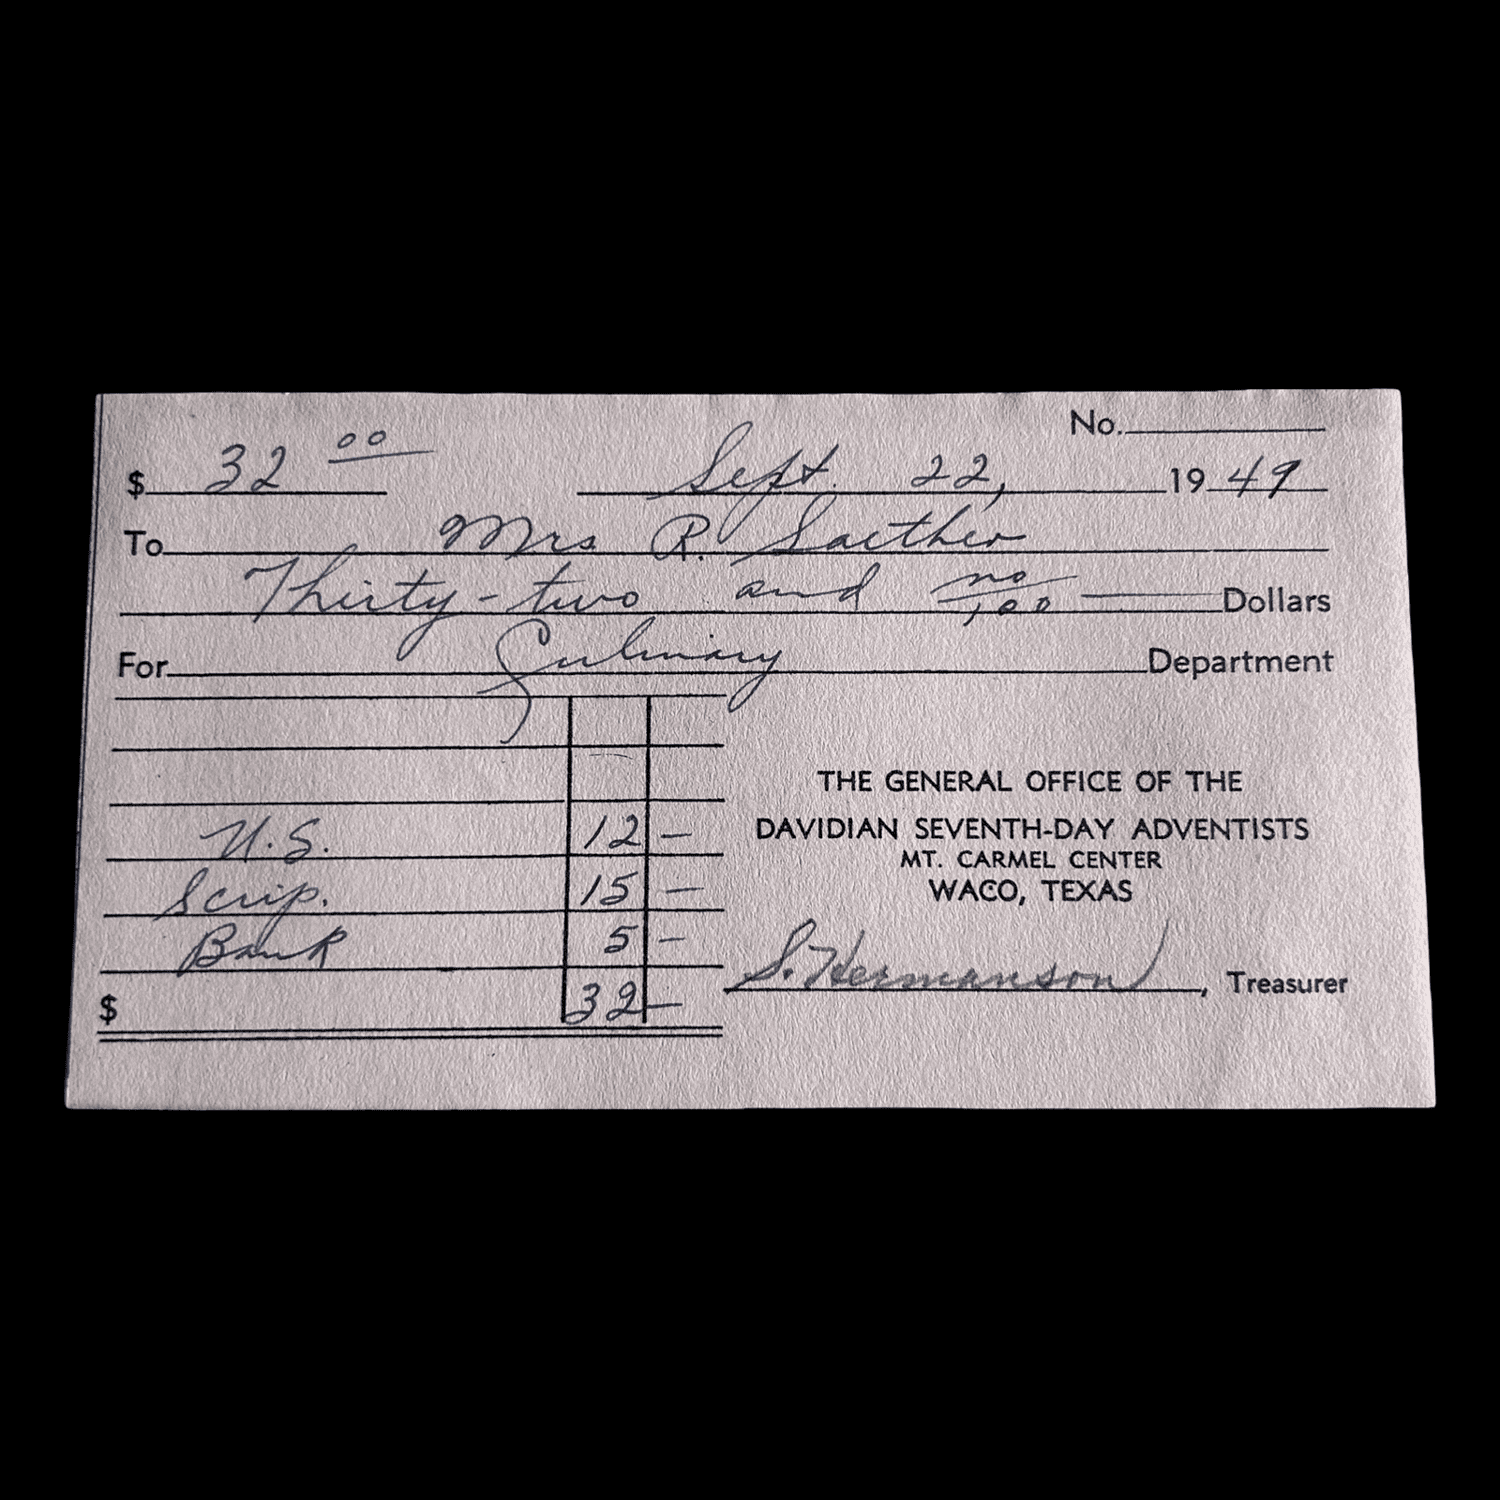 No.
$ 32 00 Sept. 22, 19 49
To Mrs R. Saether
Thirty-two and no/100 Dollars
For Culinary Department
THE GENERAL OFFICE OF THE
DAVIDIAN SEVENTH-DAY ADVENTISTS
MT. CARMEL CENTER
WACO, TEXAS
U.S. 12 —
Scrip. 15 —
Bank 5 —
$ 32 —
S. Hermanson, Treasurer